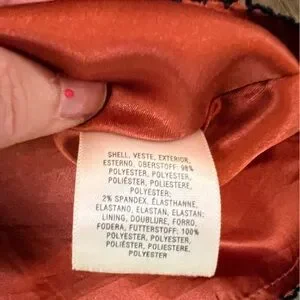 SHELL, VESTE, EXTERIOR,
ESTERNO, OBERSTOFF: 98%
POLYESTER, POLYESTER,
POLIÉSTER, POLIESTERE,
POLYESTER;
2% SPANDEX, ÉLASTHANNE,
ELASTANO, ELASTAN, ELASTAN;
LINING, DOUBLURE, FORRO,
FODERA, FUTTERSTOFF: 100%
POLYESTER, POLYESTER,
POLIÉSTER, POLIESTERE,
POLYESTER